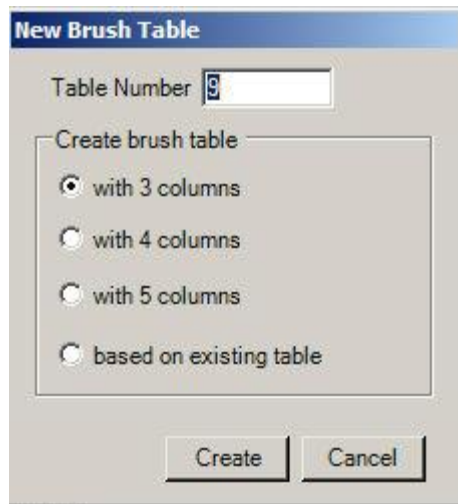 New Brush Table
Table Number 9
Create brush table
with 3 columns
with 4 columns
with 5 columns
based on existing table
Create Cancel